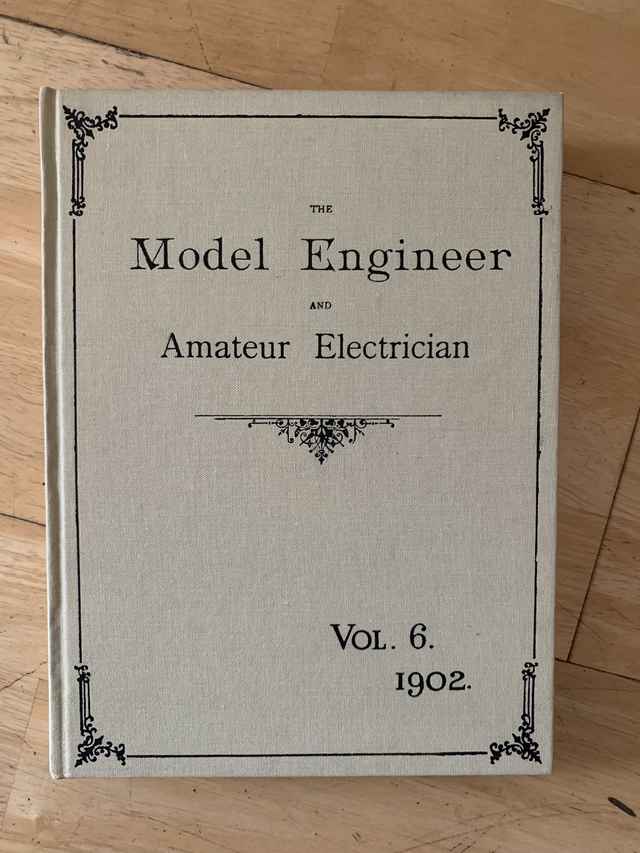 THE
Model Engineer
AND
Amateur Electrician
VOL. 6.
1902.